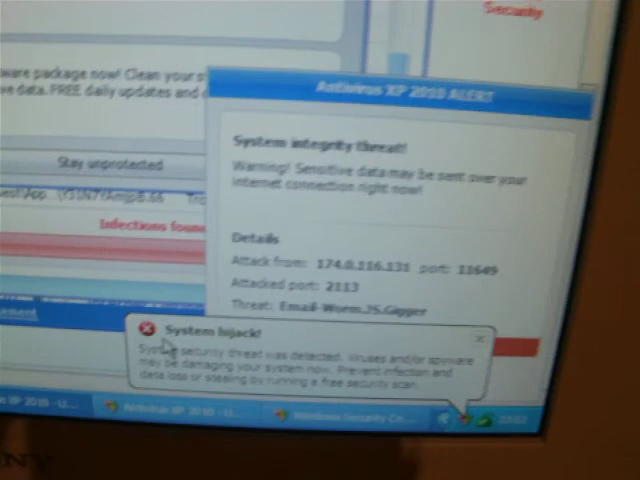 Security
ware package now! Clean your s
ve data. FREE daily updates and
Stay unprotected
Infections foun
Antivirus XP 2010 ALERT
System integrity threat!
Warning! Sensitive data may be sent over your
internet connection right now!
Details
Attack from: 174.0.116.131 port: 11649
Attacked port: 2113
Threat: Email-Worm.JS.Gigger
System hijack!
System security threat was detected. Viruses and/or spyware
may be damaging your system now. Prevent infection and
data loss or stealing by running a free security scan.
XP 2010 - U...
Antivirus XP 2010 - U...
Windows Security Ce...